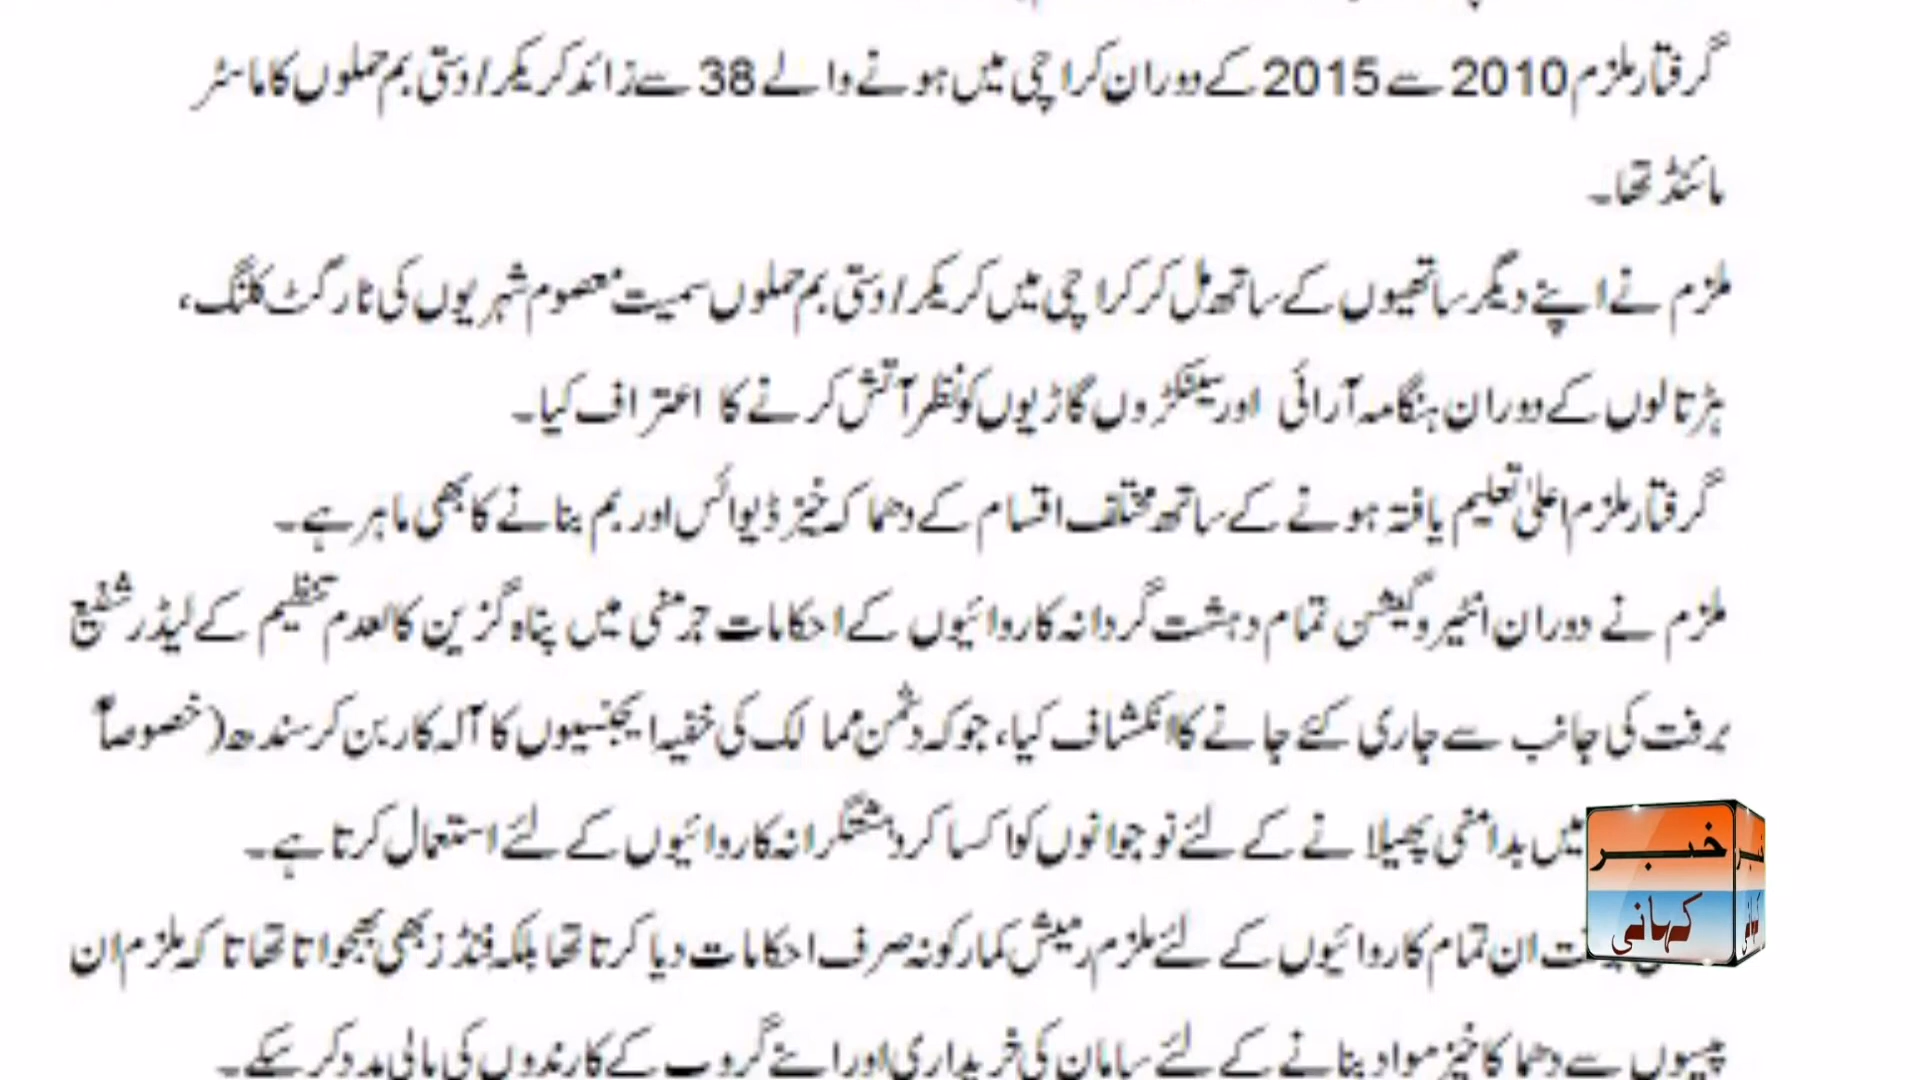 گرفتار ملزم 2010 سے 2015 کے دوران کراچی میں ہونے والے 38 سے زائد کریکر/دستی بم حملوں کا ماسٹر
مائنڈ تھا۔
ملزم نے اپنے دیگر ساتھیوں کے ساتھ مل کر کراچی میں کریکر/دستی بم حملوں سمیت معصوم شہریوں کی ٹارگٹ کلنگ،
ہڑتالوں کے دوران ہنگامہ آرائی اور سینکڑوں گاڑیوں کو نظر آتش کرنے کا اعتراف کیا۔
گرفتار ملزم اعلیٰ تعلیم یافتہ ہونے کے ساتھ مختلف اقسام کے دھماکہ خیز ڈیوائس اور بم بنانے کا بھی ماہر ہے۔
ملزم نے دوران انٹیروگیشن تمام دہشت گردانہ کاروائیوں کے احکامات جرمنی میں پناہ گزین کالعدم تنظیم کے لیڈر شفیع
برفت کی جانب سے جاری کئے جانے کا انکشاف کیا، جو کہ دشمن ممالک کی خفیہ ایجنسیوں کا آلہ کار بن کر سندھ (خصوصاً
میں بدامنی پھیلانے کے لئے نوجوانوں کو اکسا کر دہشتگرانہ کاروائیوں کے لئے استعمال کرتا ہے۔
ان تمام کاروائیوں کے لئے ملزم رمیش کمار کو نہ صرف احکامات دیا کرتا تھا بلکہ فنڈز بھی بھجواتا تھا تا کہ ملزم ان
پیسوں سے دھماکا خیز مواد بنانے کے لئے سامان کی خریداری اور اپنے گروپ کے کارندوں کی مالی مدد کر سکے۔
خبر
کہانی